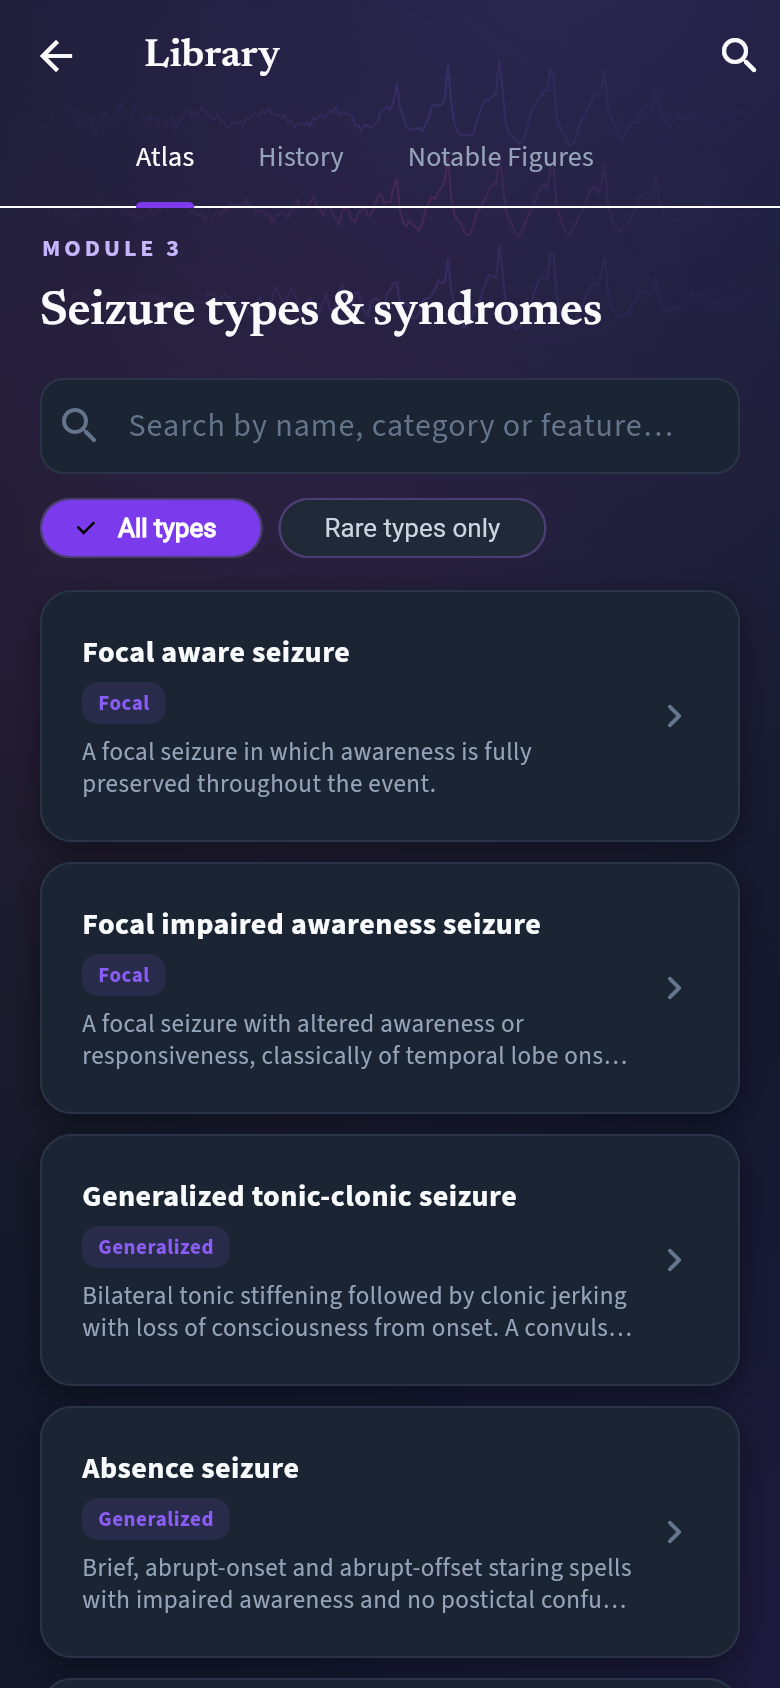 Library
Atlas
History
Notable Figures
MODULE 3
Seizure types & syndromes
Search by name, category or feature...
All types
Rare types only
Focal aware seizure
Focal
A focal seizure in which awareness is fully
preserved throughout the event.
Focal impaired awareness seizure
Focal
A focal seizure with altered awareness or
responsiveness, classically of temporal lobe ons...
Generalized tonic-clonic seizure
Generalized
Bilateral tonic stiffening followed by clonic jerking
with loss of consciousness from onset. A convuls...
Absence seizure
Generalized
Brief, abrupt-onset and abrupt-offset staring spells
with impaired awareness and no postictal confu...